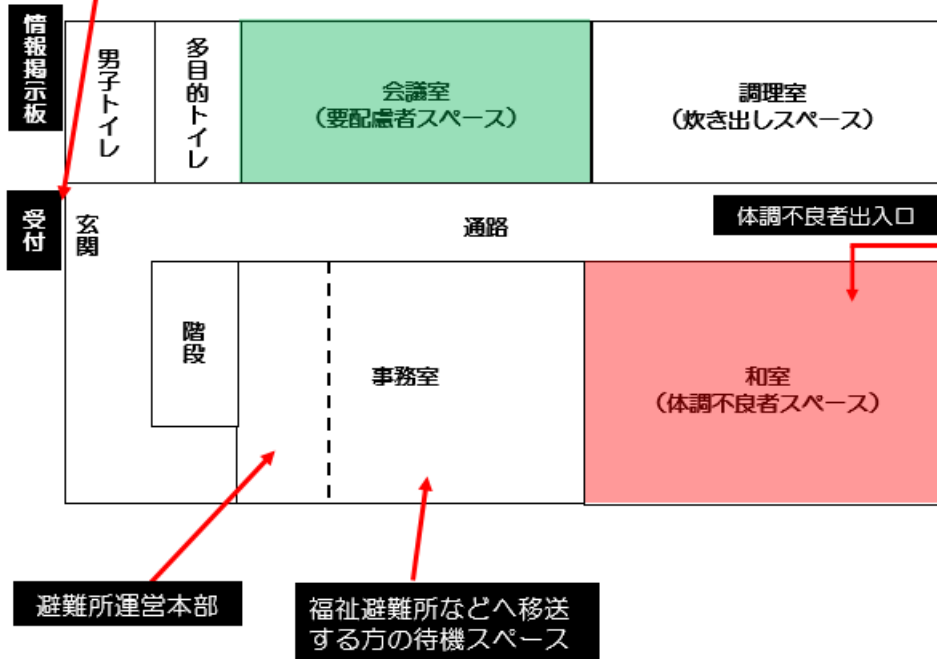 情報掲示板
男子トイレ
多目的トイレ
会議室
（要配慮者スペース）
調理室
（炊き出しスペース）
受付
玄関
通路
体調不良者出入口
階段
事務室
和室
（体調不良者スペース）
避難所運営本部
福祉避難所などへ移送
する方の待機スペース